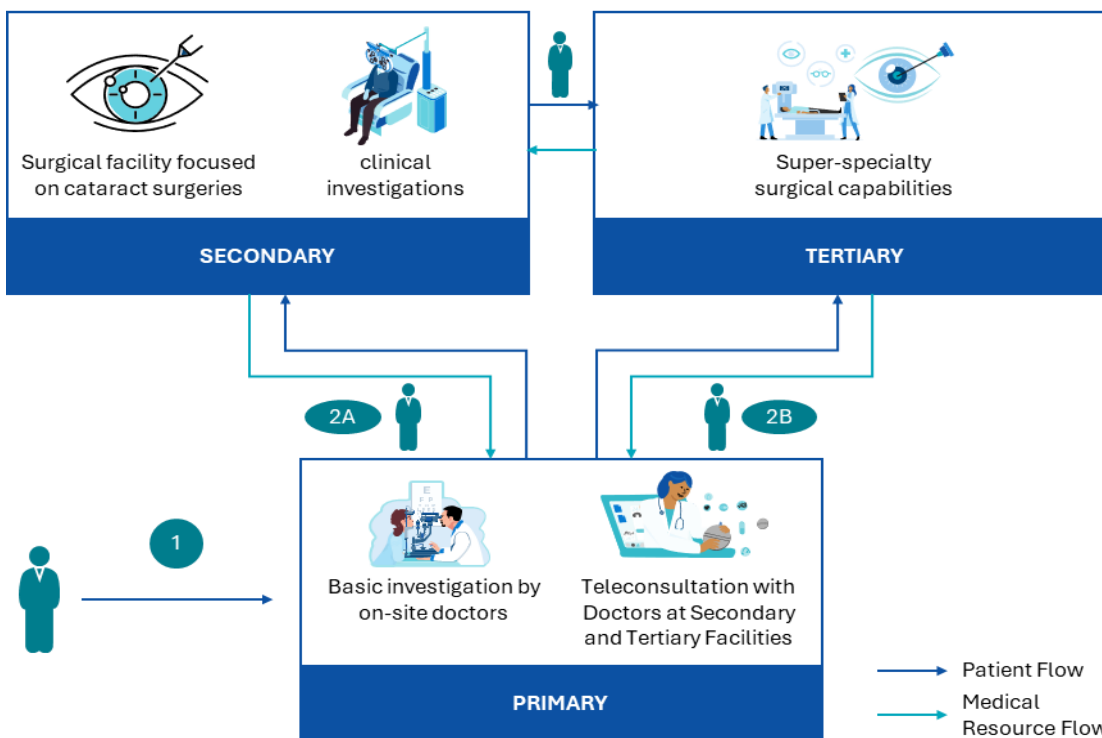 Surgical facility focused
on cataract surgeries
clinical
investigations
SECONDARY
Super-specialty
surgical capabilities
TERTIARY
2A
2B
1
Basic investigation by
on-site doctors
Teleconsultation with
Doctors at Secondary
and Tertiary Facilities
PRIMARY
Patient Flow
Medical
Resource Flow